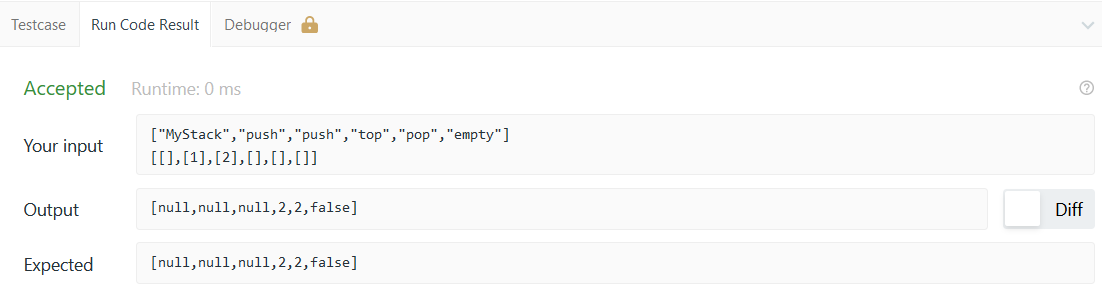 Testcase Run Code Result Debugger
Accepted Runtime: 0 ms
Your input
["MyStack","push","push","top","pop","empty"]
[[],[1],[2],[],[],[]]
Output [null,null,null,2,2,false] Diff
Expected [null,null,null,2,2,false]